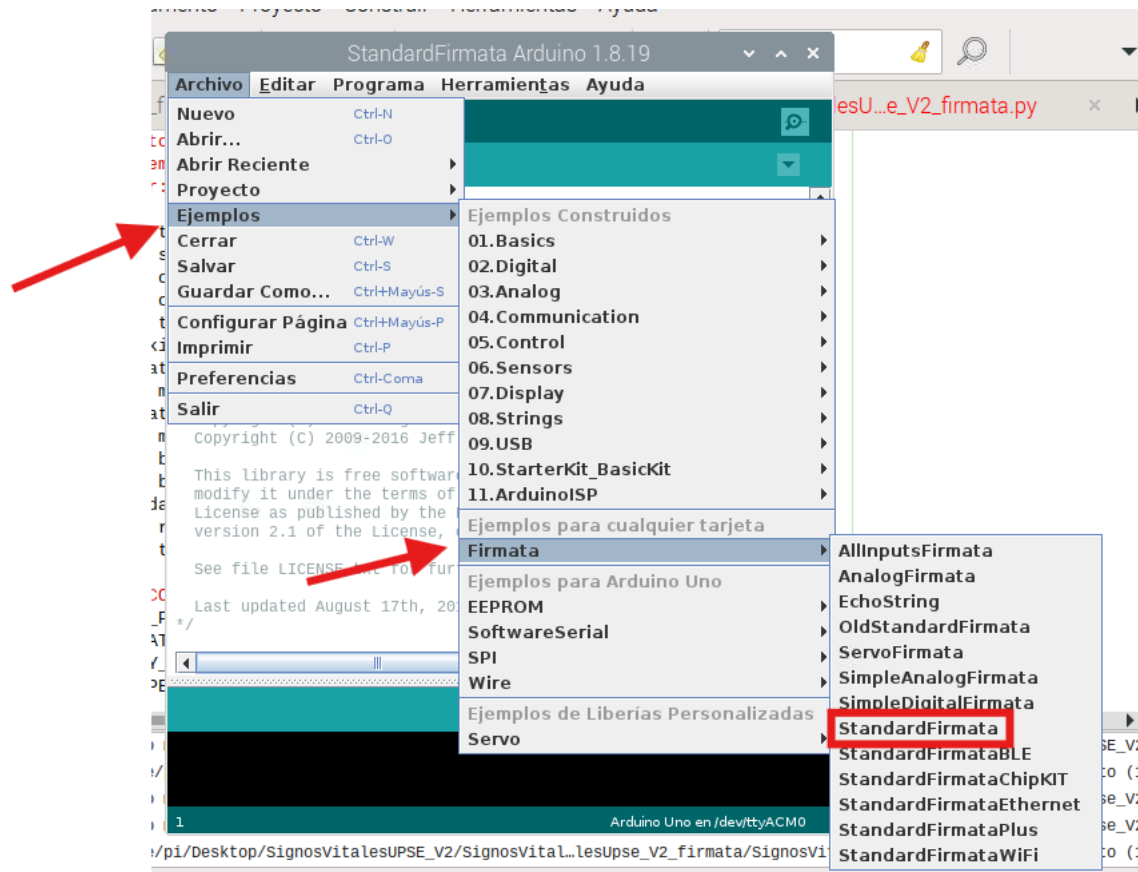 StandardFirmata Arduino 1.8.19
Archivo Editar Programa Herramientas Ayuda
esU...e_V2_firmata.py
Nuevo Ctrl-N
Abrir... Ctrl-O
Abrir Reciente
Proyecto
Ejemplos
Cerrar Ctrl-W
Salvar Ctrl-S
Guardar Como... Ctrl+Mayús-S
Configurar Página Ctrl+Mayús-P
Imprimir Ctrl-P
Preferencias Ctrl-Coma
Salir Ctrl-Q
Ejemplos Construidos
01.Basics
02.Digital
03.Analog
04.Communication
05.Control
06.Sensors
07.Display
08.Strings
09.USB
10.StarterKit_BasicKit
11.ArduinoISP
Ejemplos para cualquier tarjeta
Firmata
Ejemplos para Arduino Uno
EEPROM
SoftwareSerial
SPI
Wire
Ejemplos de Liberías Personalizadas
Servo
AllInputsFirmata
AnalogFirmata
EchoString
OldStandardFirmata
ServoFirmata
SimpleAnalogFirmata
SimpleDigitalFirmata
StandardFirmata
StandardFirmataBLE
StandardFirmataChipKIT
StandardFirmataEthernet
StandardFirmataPlus
StandardFirmataWiFi
Copyright (C) 2009-2016 Jeff
This library is free software
modify it under the terms of
License as published by the
version 2.1 of the License,
See file LICENSE.txt for fur
Last updated August 17th, 20
*/
1 Arduino Uno en /dev/ttyACM0
e/pi/Desktop/SignosVitalesUPSE_V2/SignosVital...lesUpse_V2_firmata/SignosVi